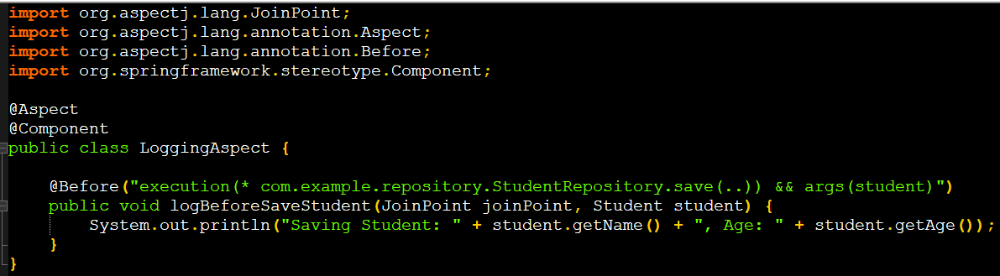 import org.aspectj.lang.JoinPoint;
import org.aspectj.lang.annotation.Aspect;
import org.aspectj.lang.annotation.Before;
import org.springframework.stereotype.Component;

@Aspect
@Component
public class LoggingAspect {

    @Before("execution(* com.example.repository.StudentRepository.save(..)) && args(student)")
    public void logBeforeSaveStudent(JoinPoint joinPoint, Student student) {
        System.out.println("Saving Student: " + student.getName() + ", Age: " + student.getAge());
    }
}